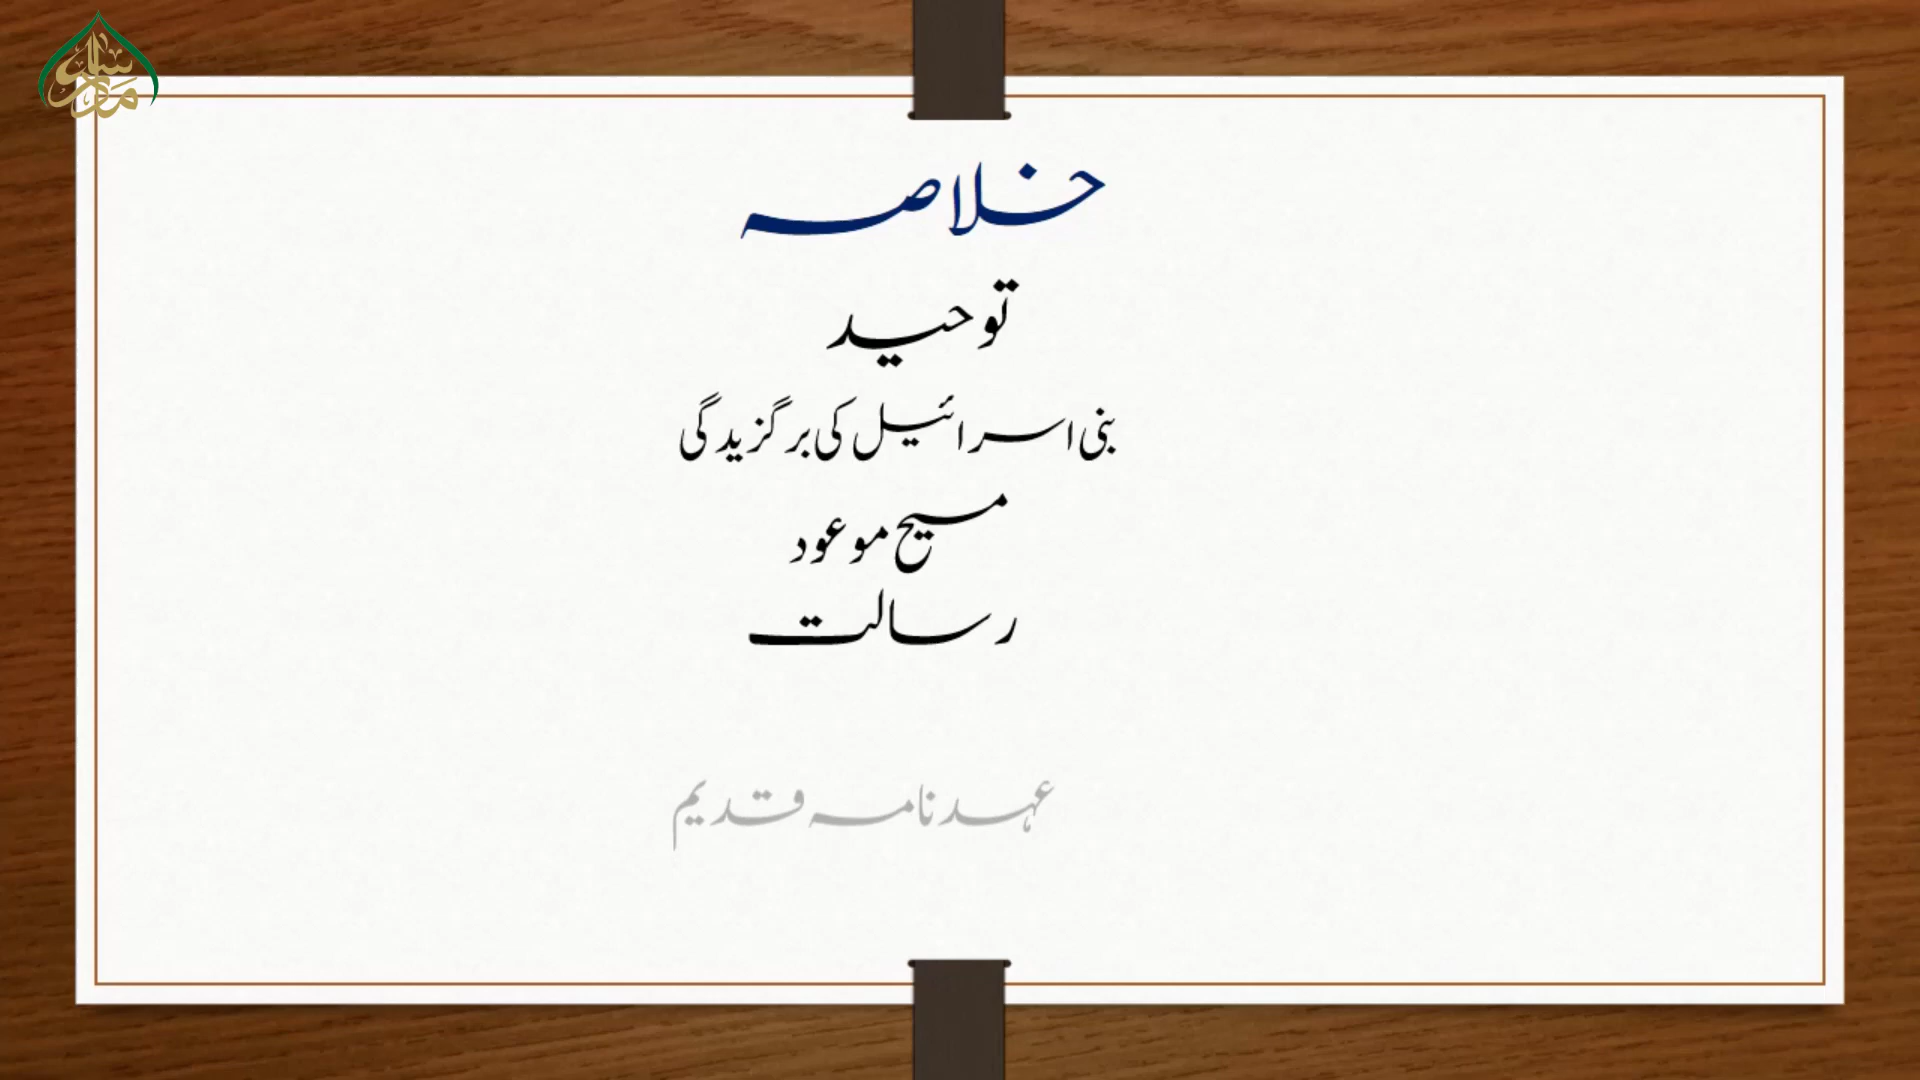 خلاصہ
توحید
بنی اسرائیل کی برگزیدگی
مسیح موعود
رسالت
عہد نامہ قدیم